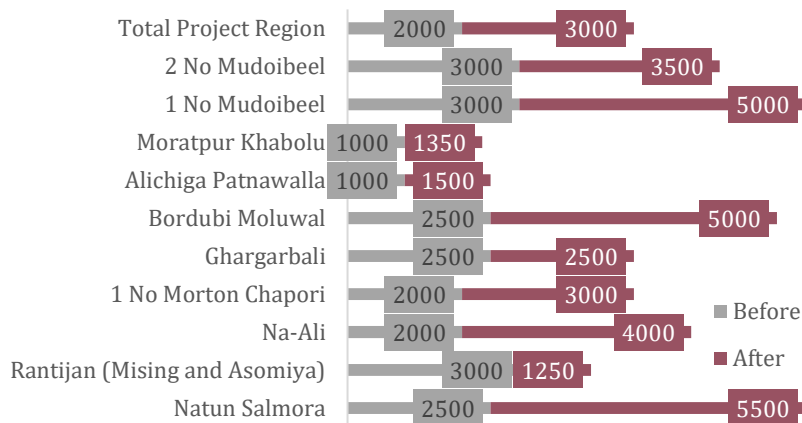 Total Project Region 2000 3000
2 No Mudoibeel 3000 3500
1 No Mudoibeel 3000 5000
Moratpur Khabolu 1000 1350
Alichiga Patnawalla 1000 1500
Bordubi Moluwal 2500 5000
Ghargarbali 2500 2500
1 No Morton Chapori 2000 3000
Before
Na-Ali 2000 4000
After
Rantijan (Mising and Asomiya) 3000 1250
Natun Salmora 2500 5500